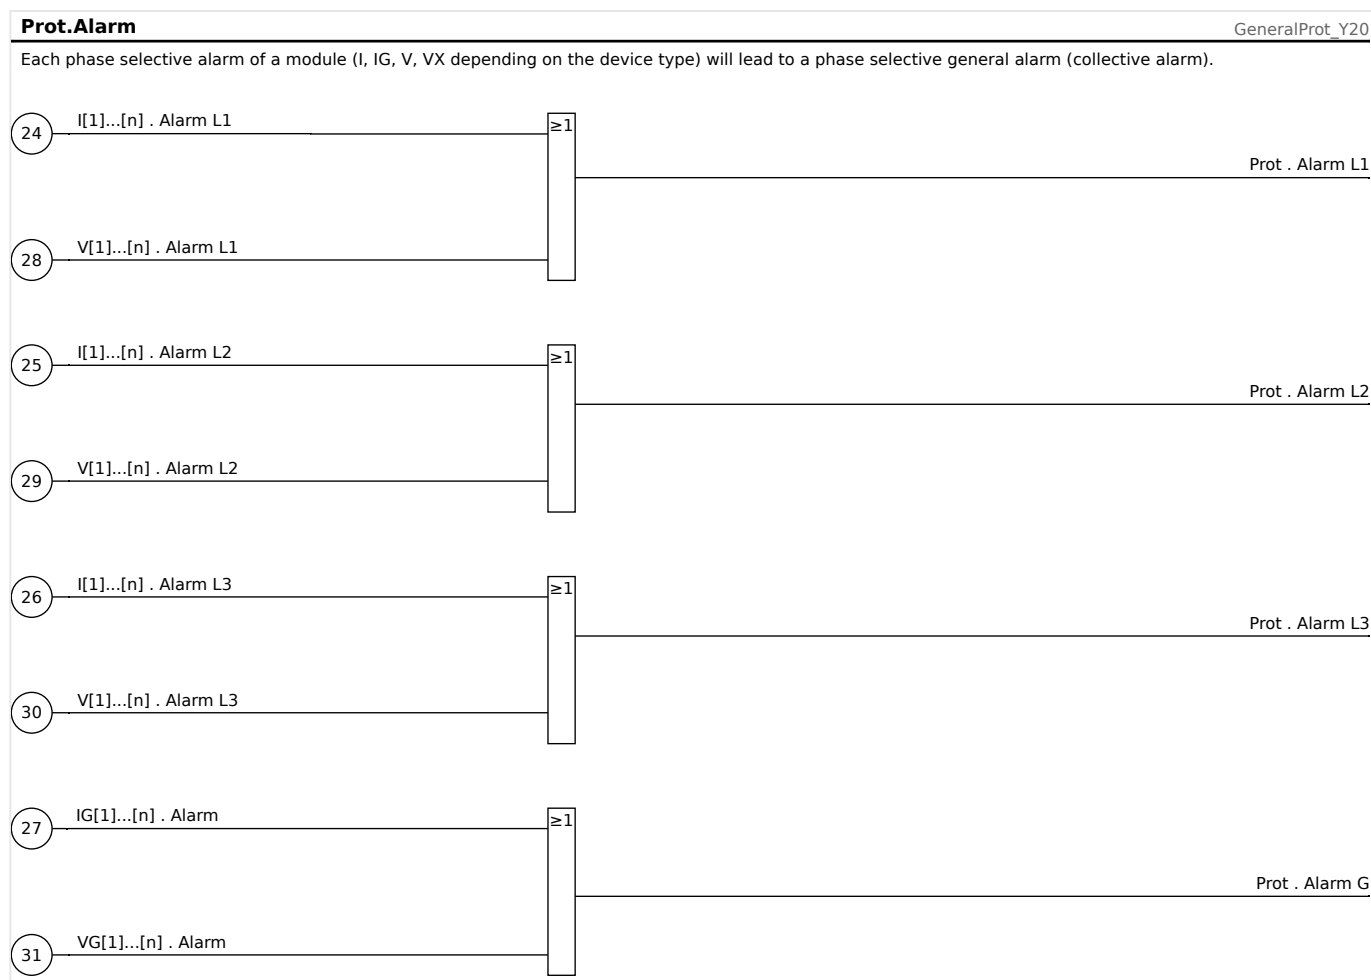 Prot.Alarm
GeneralProt_Y20
Each phase selective alarm of a module (I, IG, V, VX depending on the device type) will lead to a phase selective general alarm (collective alarm).
24
I[1]...[n] . Alarm L1
≥1
Prot . Alarm L1
28
V[1]...[n] . Alarm L1
25
I[1]...[n] . Alarm L2
≥1
Prot . Alarm L2
29
V[1]...[n] . Alarm L2
26
I[1]...[n] . Alarm L3
≥1
Prot . Alarm L3
30
V[1]...[n] . Alarm L3
27
IG[1]...[n] . Alarm
≥1
Prot . Alarm G
31
VG[1]...[n] . Alarm